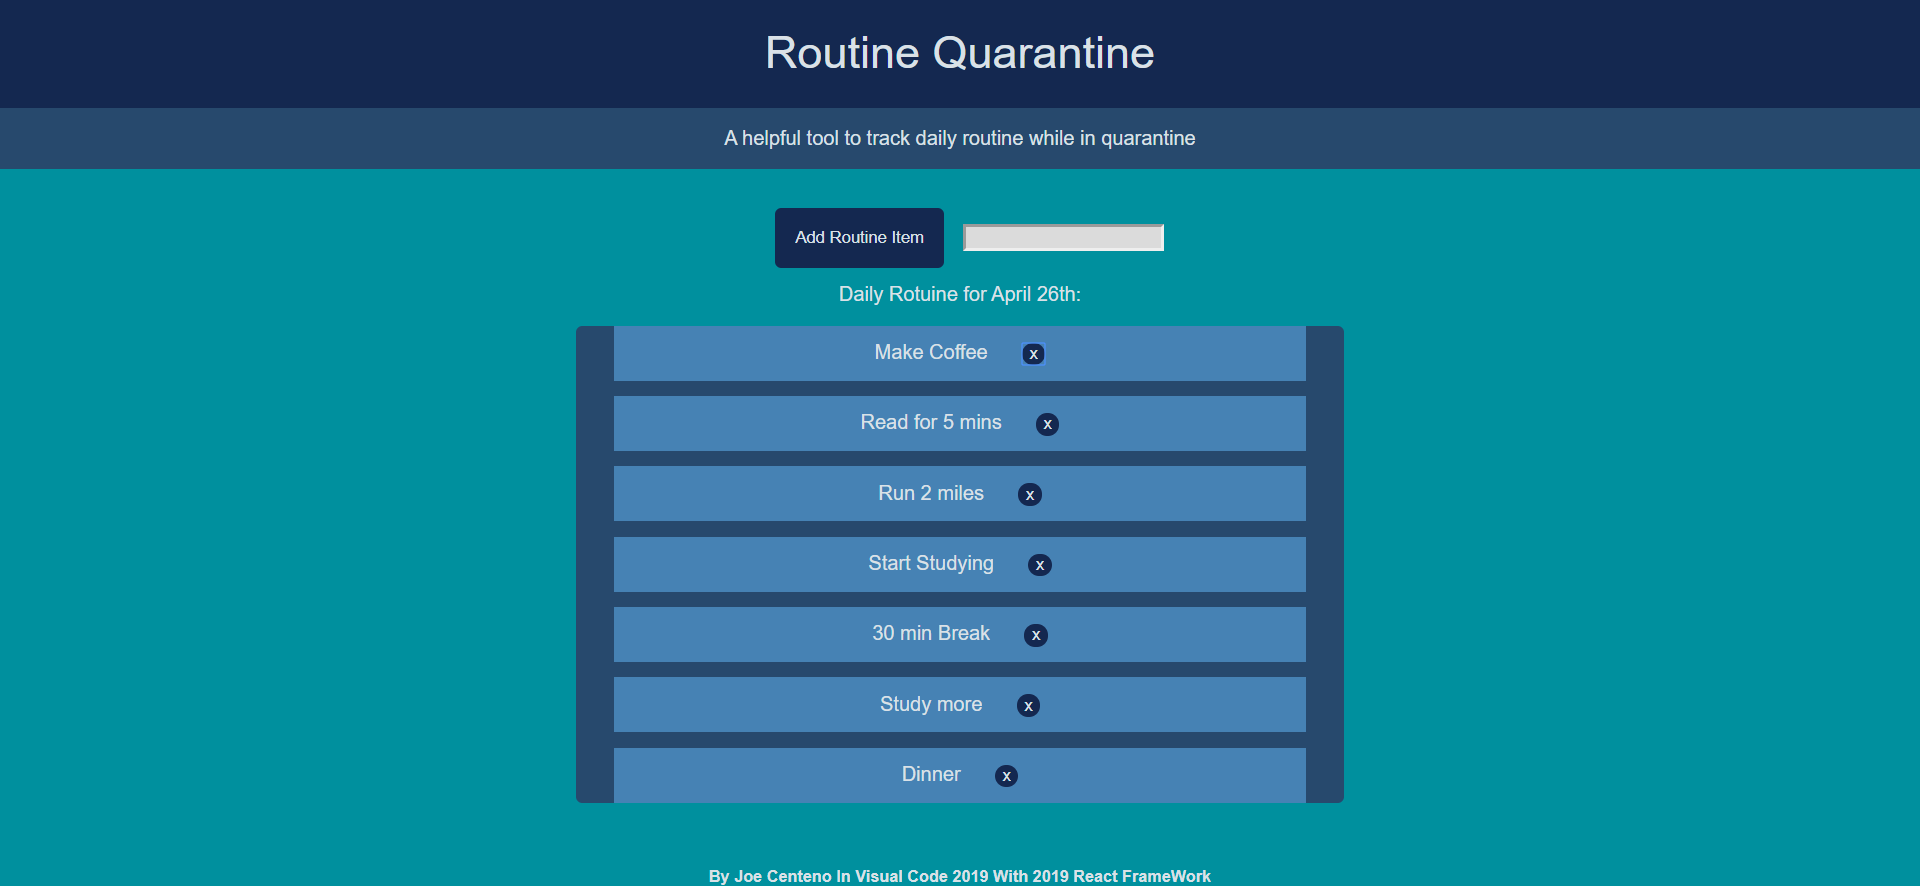 Routine Quarantine
A helpful tool to track daily routine while in quarantine
Add Routine Item
Daily Rotuine for April 26th:
Make Coffee x
Read for 5 mins x
Run 2 miles x
Start Studying x
30 min Break x
Study more x
Dinner x
By Joe Centeno In Visual Code 2019 With 2019 React FrameWork